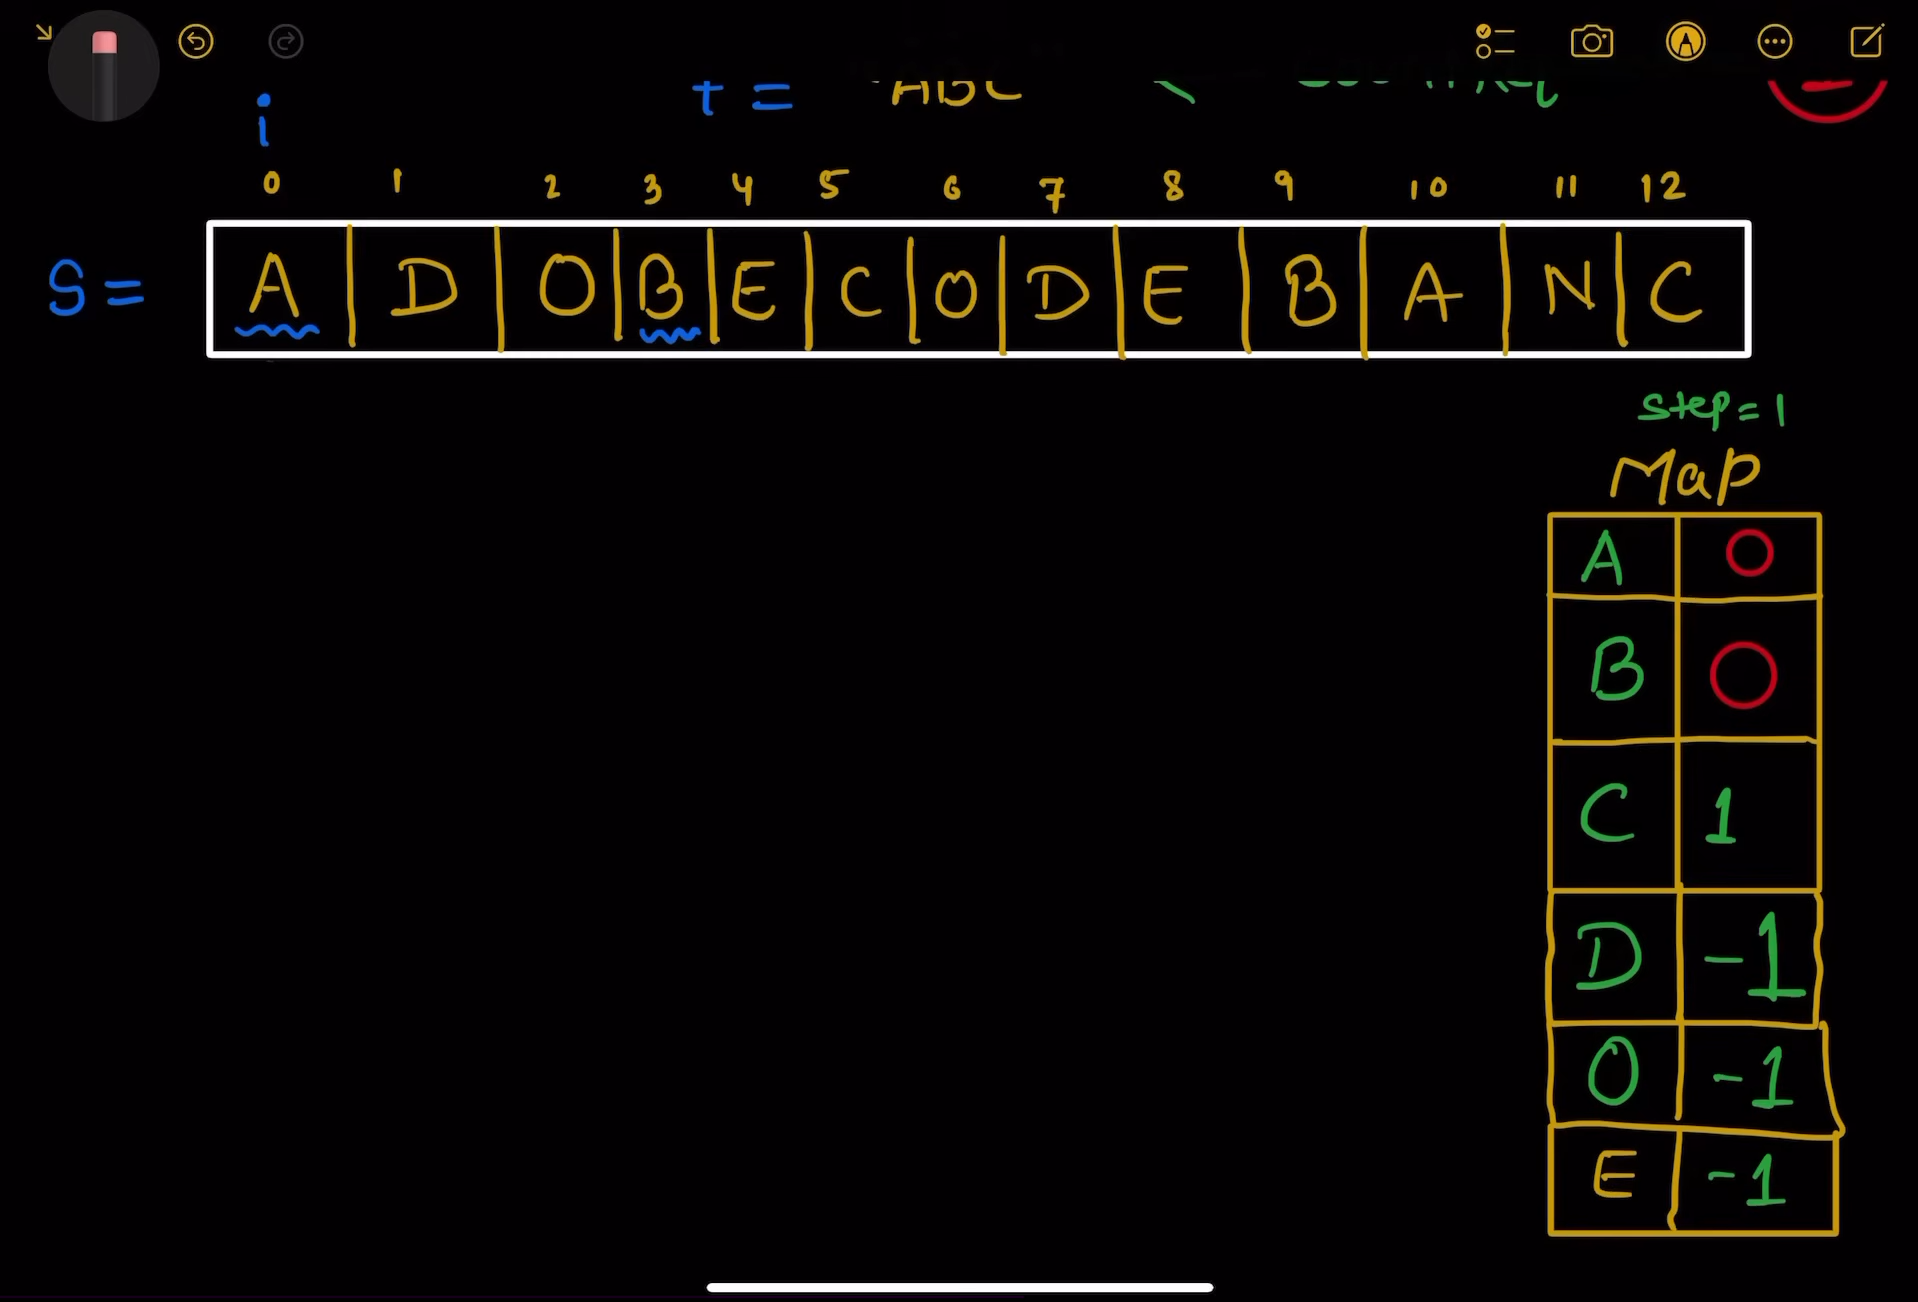 i t = "ABC
0 1 2 3 4 5 6 7 8 9 10 11 12
S = A D O B E C O D E B A N C
step = 1
Map
A 0
B 0
C 1
D -1
O -1
E -1